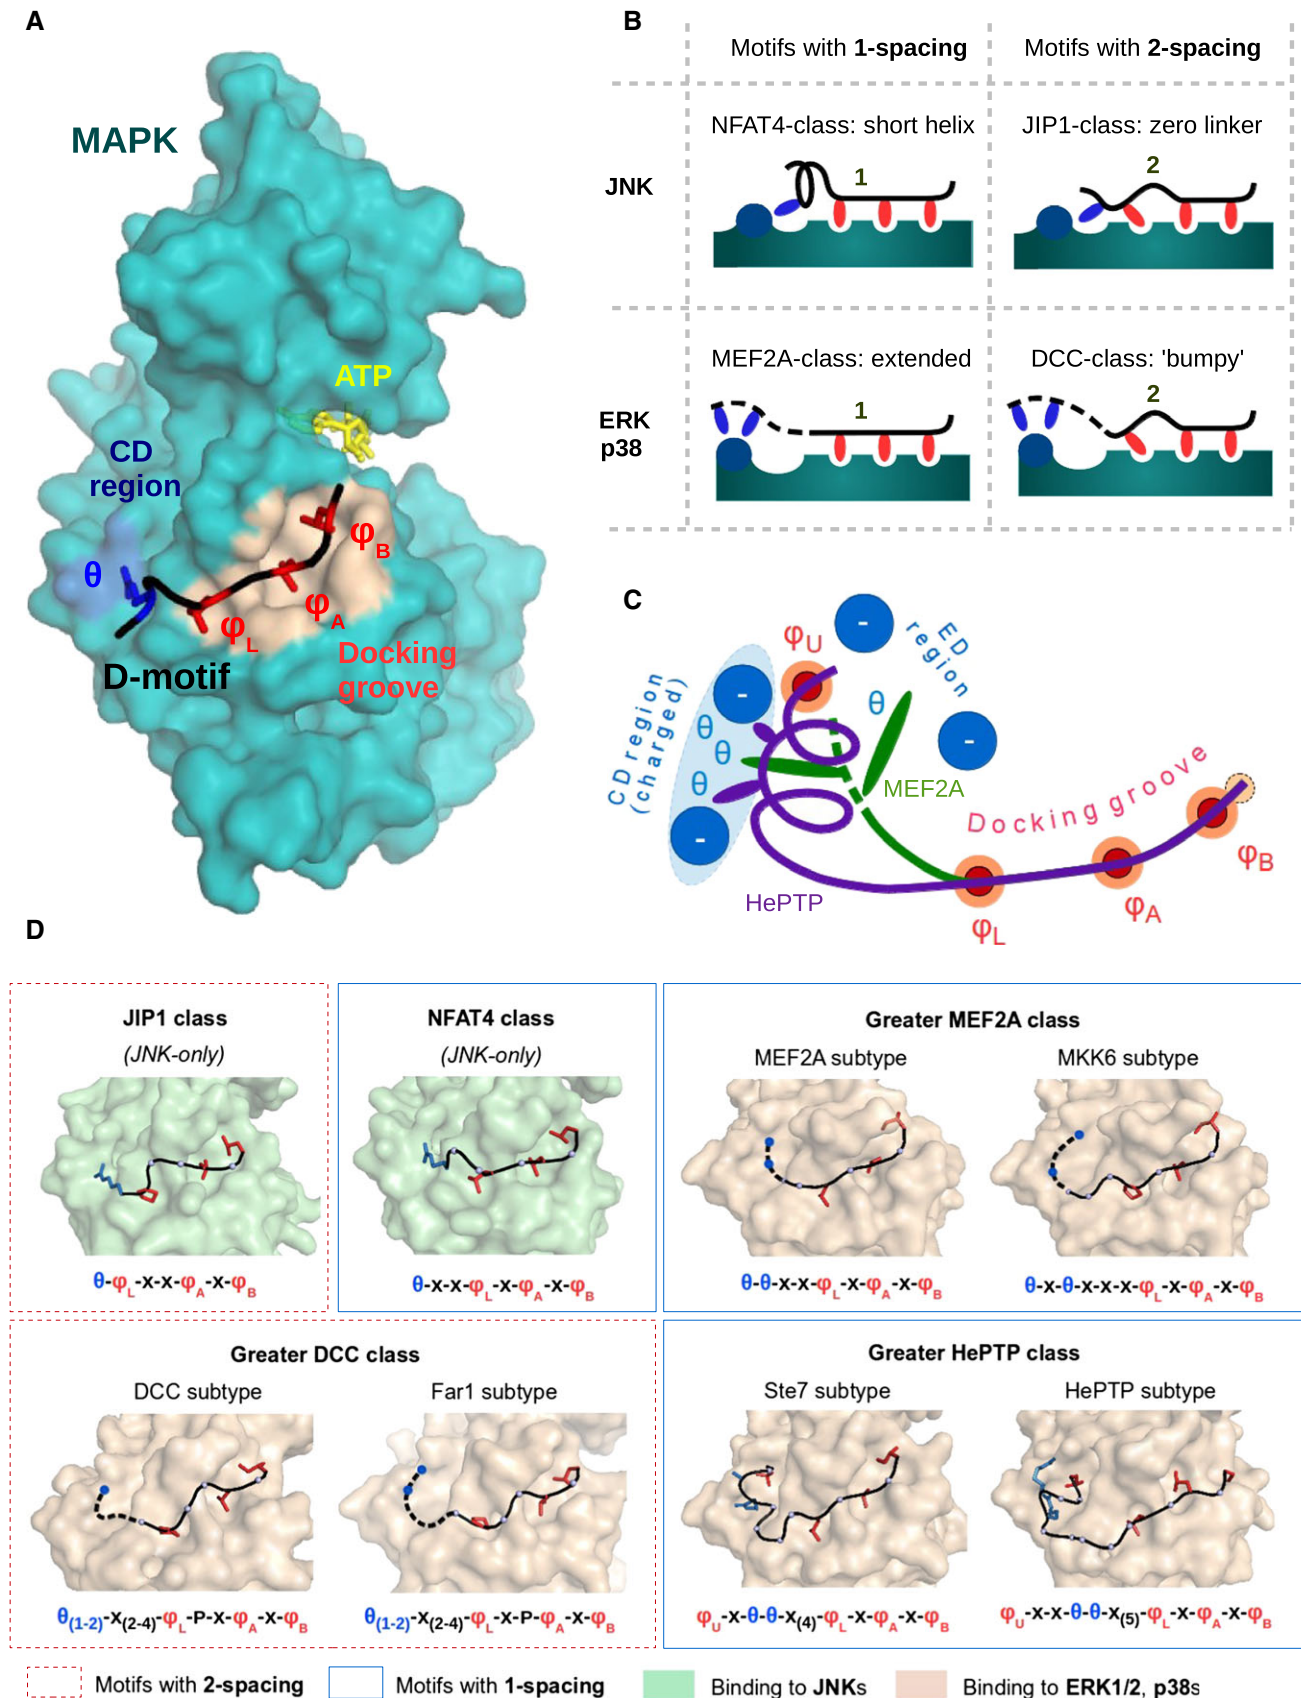 A
MAPK
ATP
CD
region
θ
φB
φA
φL
D-motif
Docking
groove
B
Motifs with 1-spacing
Motifs with 2-spacing
JNK
NFAT4-class: short helix
1
JIP1-class: zero linker
2
ERK
p38
MEF2A-class: extended
1
DCC-class: 'bumpy'
2
C
φU
-
ED
region
CD region
(charged)
-
θ
θ
θ
θ
-
-
MEF2A
HePTP
Docking groove
φL
φA
φB
D
JIP1 class
(JNK-only)
θ-φL-x-x-φA-x-φB
NFAT4 class
(JNK-only)
θ-x-x-φL-x-φA-x-φB
Greater MEF2A class
MEF2A subtype
θ-θ-x-x-φL-x-φA-x-φB
MKK6 subtype
θ-x-θ-x-x-x-φL-x-φA-x-φB
Greater DCC class
DCC subtype
θ(1-2)-x(2-4)-φL-P-x-φA-x-φB
Far1 subtype
θ(1-2)-x(2-4)-φL-x-P-φA-x-φB
Greater HePTP class
Ste7 subtype
φU-x-θ-θ-x(4)-φL-x-φA-x-φB
HePTP subtype
φU-x-x-θ-θ-x(5)-φL-x-φA-x-φB
Motifs with 2-spacing
Motifs with 1-spacing
Binding to JNKs
Binding to ERK1/2, p38s